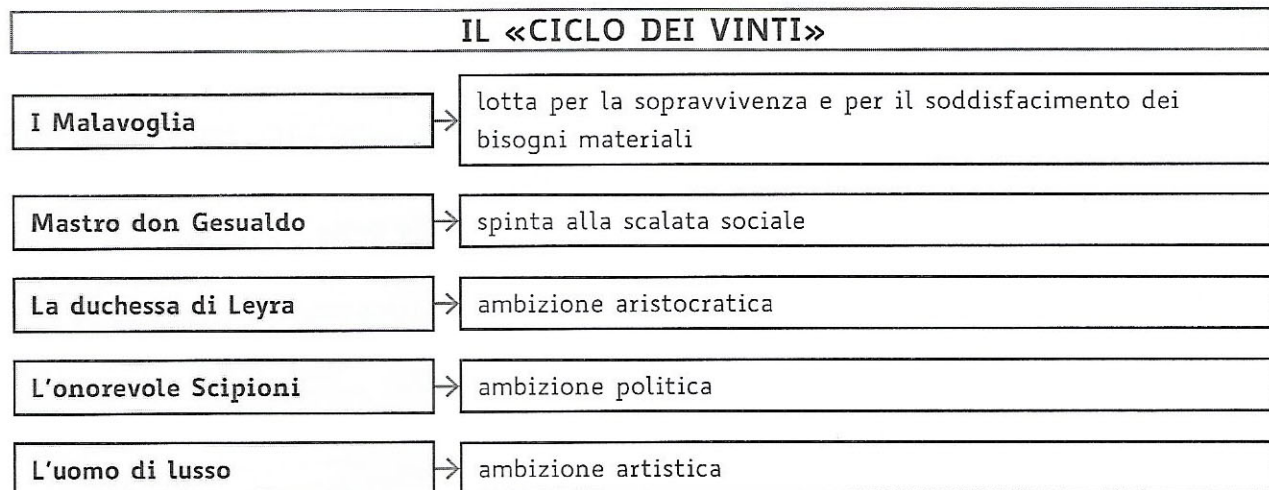 IL «CICLO DEI VINTI»
I Malavoglia
lotta per la sopravvivenza e per il soddisfacimento dei
bisogni materiali
Mastro don Gesualdo
spinta alla scalata sociale
La duchessa di Leyra
ambizione aristocratica
L'onorevole Scipioni
ambizione politica
L'uomo di lusso
ambizione artistica